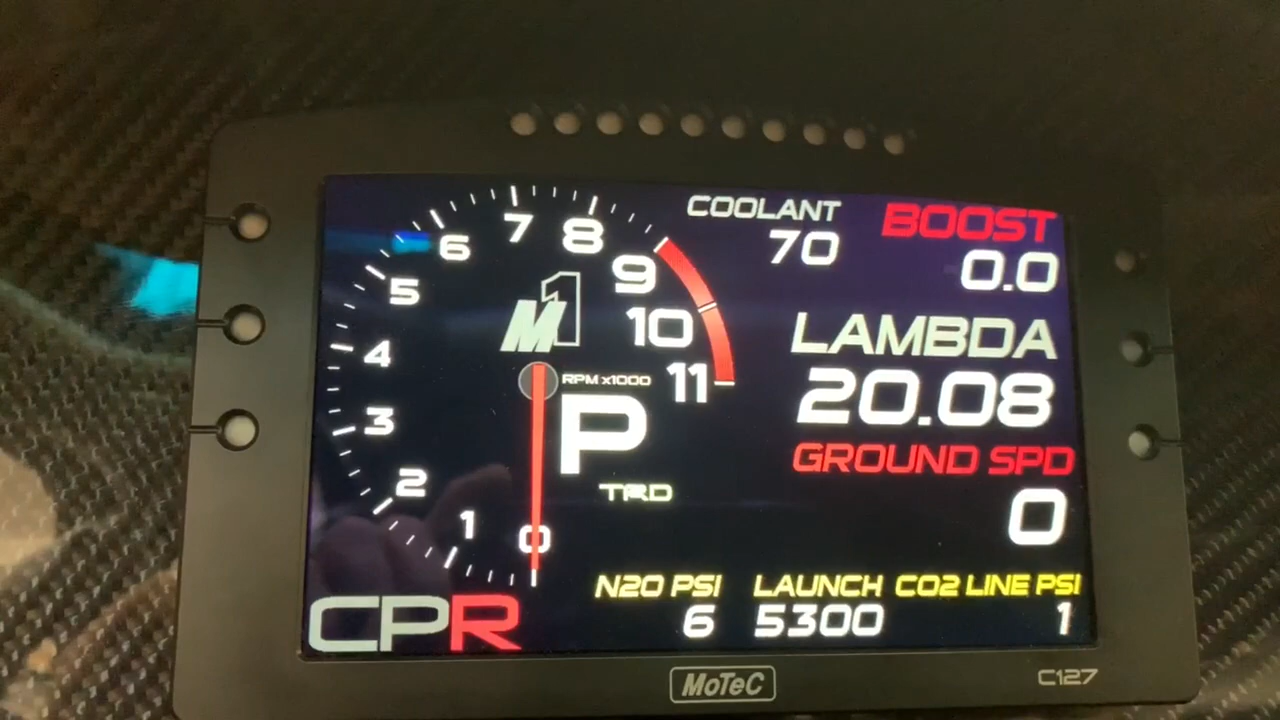 COOLANT
70
BOOST
0.0
7
8
6
9
5
M1
10
LAMBDA
20.08
4
RPM x1000
11
P
3
GROUND SPD
0
2
TRD
1
0
N2O PSI
6
LAUNCH
5300
CO2 LINE PSI
1
CPR
MoTeC
C127